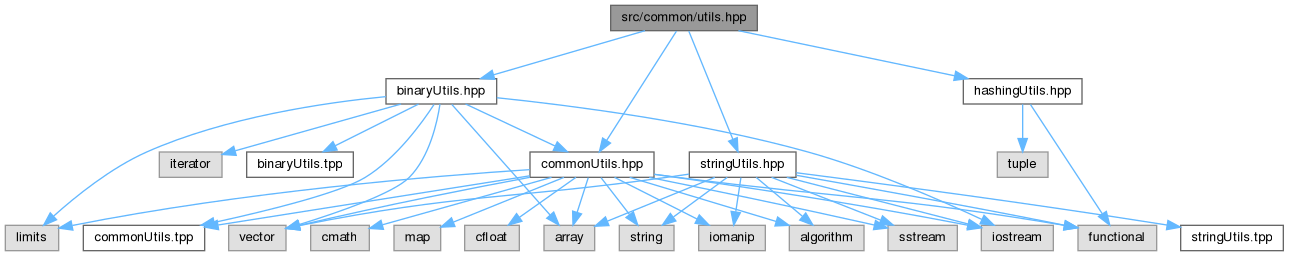 src/common/utils.hpp
binaryUtils.hpp
hashingUtils.hpp
iterator
binaryUtils.tpp
commonUtils.hpp
stringUtils.hpp
tuple
limits
commonUtils.tpp
vector
cmath
map
cfloat
array
string
iomanip
algorithm
sstream
iostream
functional
stringUtils.tpp